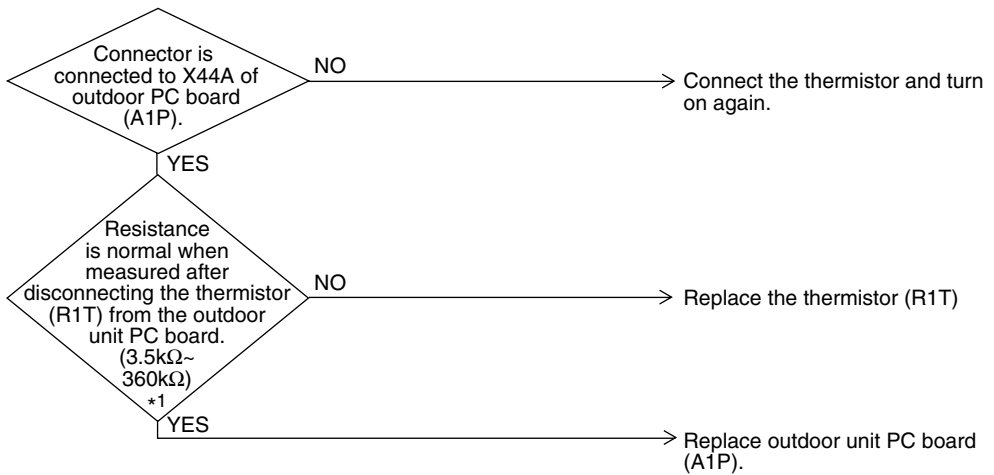 Connector is
connected to X44A of
outdoor PC board
(A1P).
NO
Connect the thermistor and turn
on again.
YES
Resistance
is normal when
measured after
disconnecting the thermistor
(R1T) from the outdoor
unit PC board.
(3.5kΩ~
360kΩ)
*1
NO
Replace the thermistor (R1T)
YES
Replace outdoor unit PC board
(A1P).